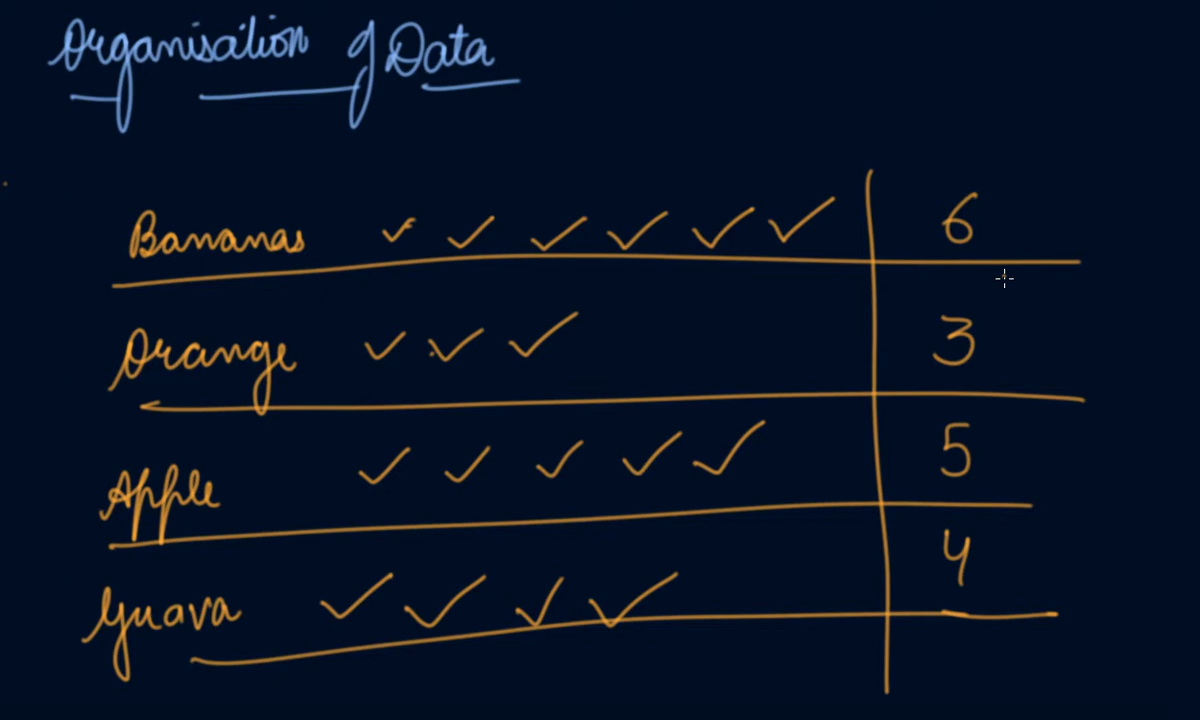 Organisation of Data
Bananas ✓ ✓ ✓ ✓ ✓ ✓ 6
Orange ✓ ✓ ✓ 3
Apple ✓ ✓ ✓ ✓ ✓ 5
Guava ✓ ✓ ✓ ✓ 4